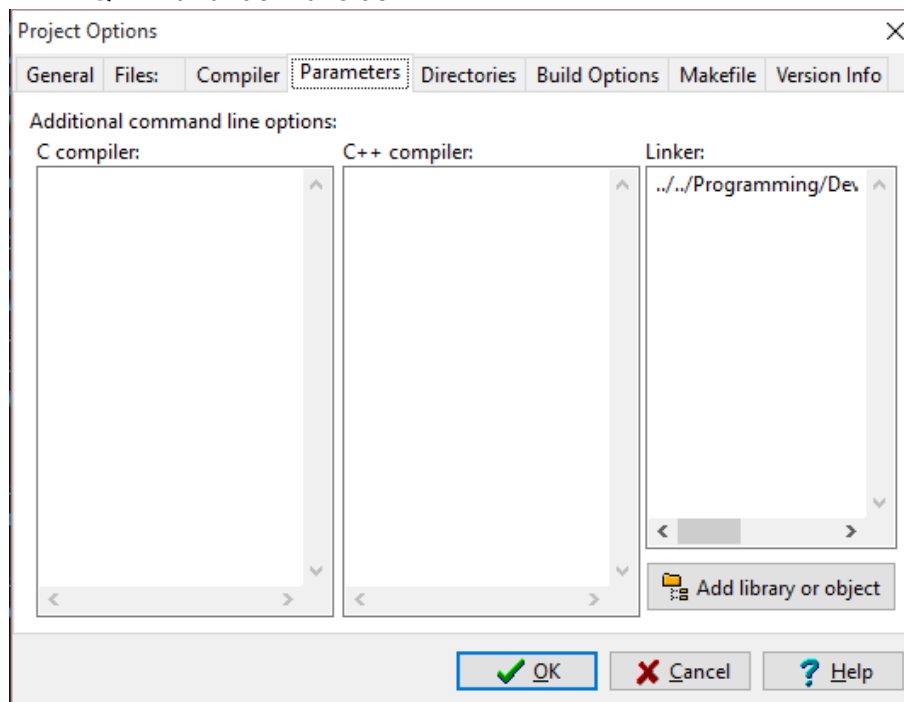 Project Options
General Files: Compiler Parameters Directories Build Options Makefile Version Info
Additional command line options:
C compiler: C++ compiler: Linker:
../../Programming/Dev
Add library or object
OK Cancel Help